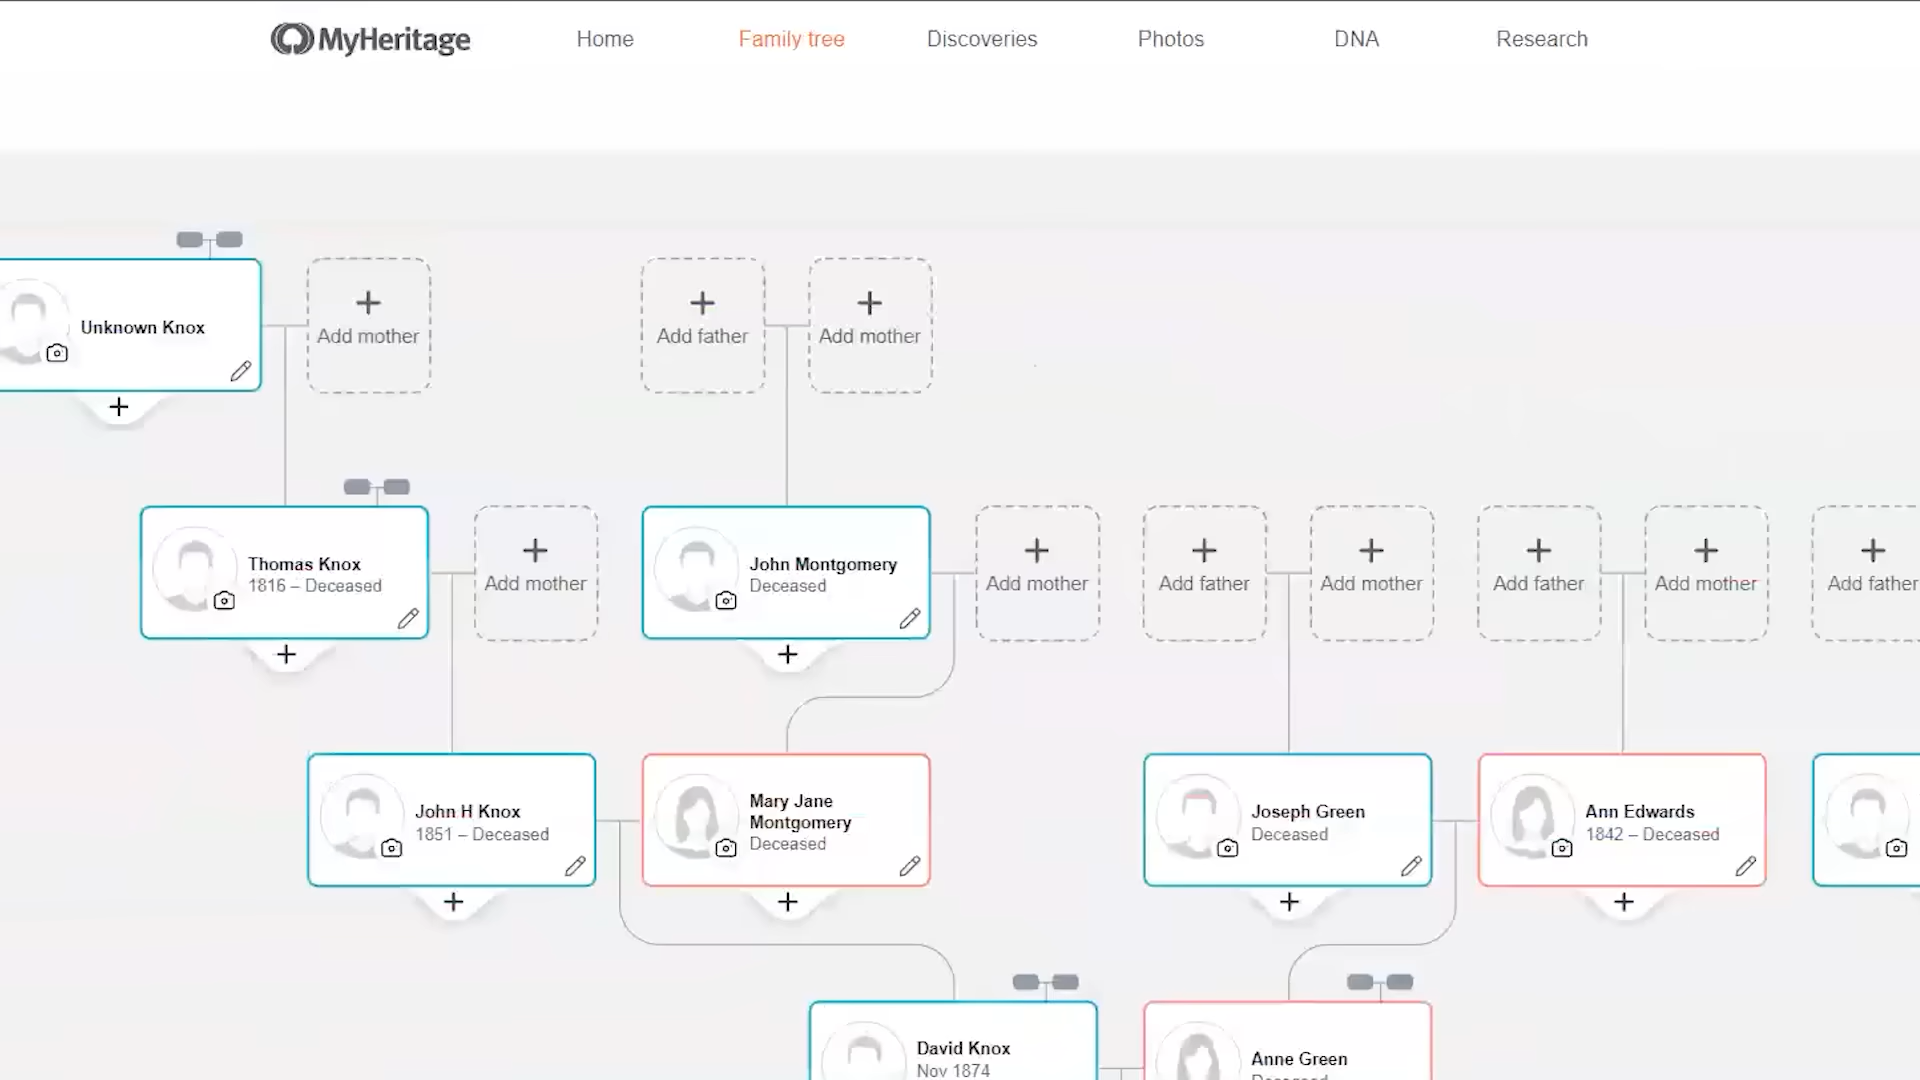 MyHeritage
Home
Family tree
Discoveries
Photos
DNA
Research
Unknown Knox
Add mother
Add father
Add mother
Thomas Knox
1816 – Deceased
Add mother
John Montgomery
Deceased
Add mother
Add father
Add mother
Add father
Add mother
Add father
John H Knox
1851 – Deceased
Mary Jane
Montgomery
Deceased
Joseph Green
Deceased
Ann Edwards
1842 – Deceased
David Knox
Nov 1874
Anne Green